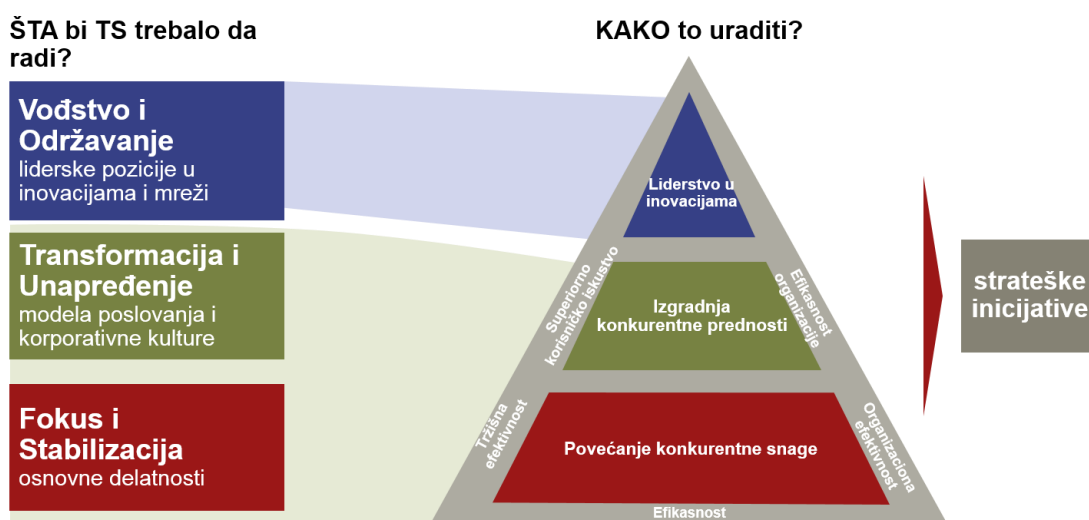 ŠTA bi TS trebalo da
radi?
KAKO to uraditi?
Vođstvo i
Održavanje
liderske pozicije u
inovacijama i mreži
Transformacija i
Unapređenje
modela poslovanja i
korporativne kulture
Fokus i
Stabilizacija
osnovne delatnosti
Liderstvo u
inovacijama
Superiorno
korisničko iskustvo
Izgradnja
konkurentne prednosti
Efikasnost
organizacije
Tržišna
efektivnost
Povećanje konkurentne snage
Organizaciona
efektivnost
Efikasnost
strateške
inicijative